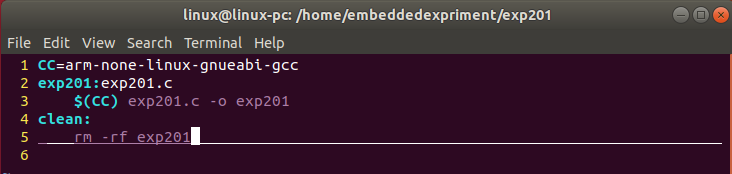 linux@linux-pc: /home/embeddedexpriment/exp201
File Edit View Search Terminal Help
1 CC=arm-none-linux-gnueabi-gcc
2 exp201:exp201.c
3     $(CC) exp201.c -o exp201
4 clean:
5     rm -rf exp201
6